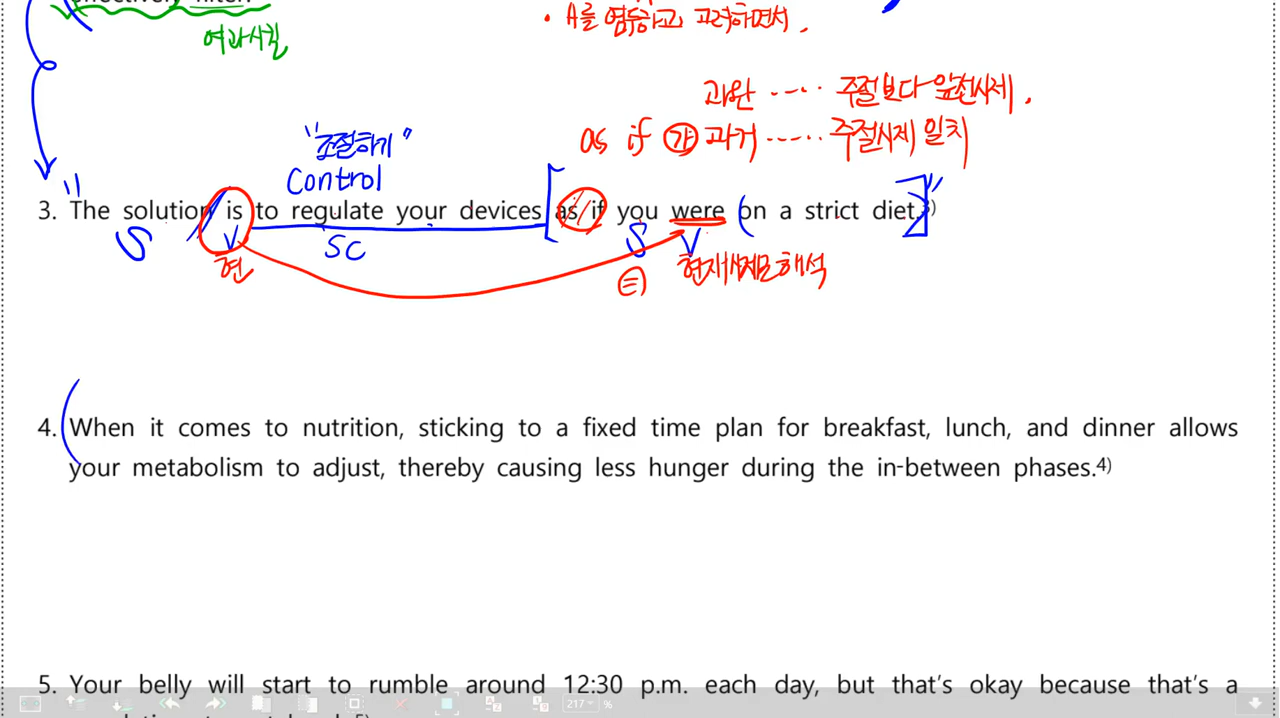 effectively filter.
여과시킬
• A를 염두하고 고려하면서.
과완 ····· 주절보다 앞선시제.
as if 가 과거 ····· 주절시제 일치
"조절하기"
Control
3. "The solution is to regulate your devices as if you were on a strict diet.3)"
S V SC S V
현 현재시제로 해석
4. When it comes to nutrition, sticking to a fixed time plan for breakfast, lunch, and dinner allows
your metabolism to adjust, thereby causing less hunger during the in-between phases.4)
5. Your belly will start to rumble around 12:30 p.m. each day, but that's okay because that's a
217 %